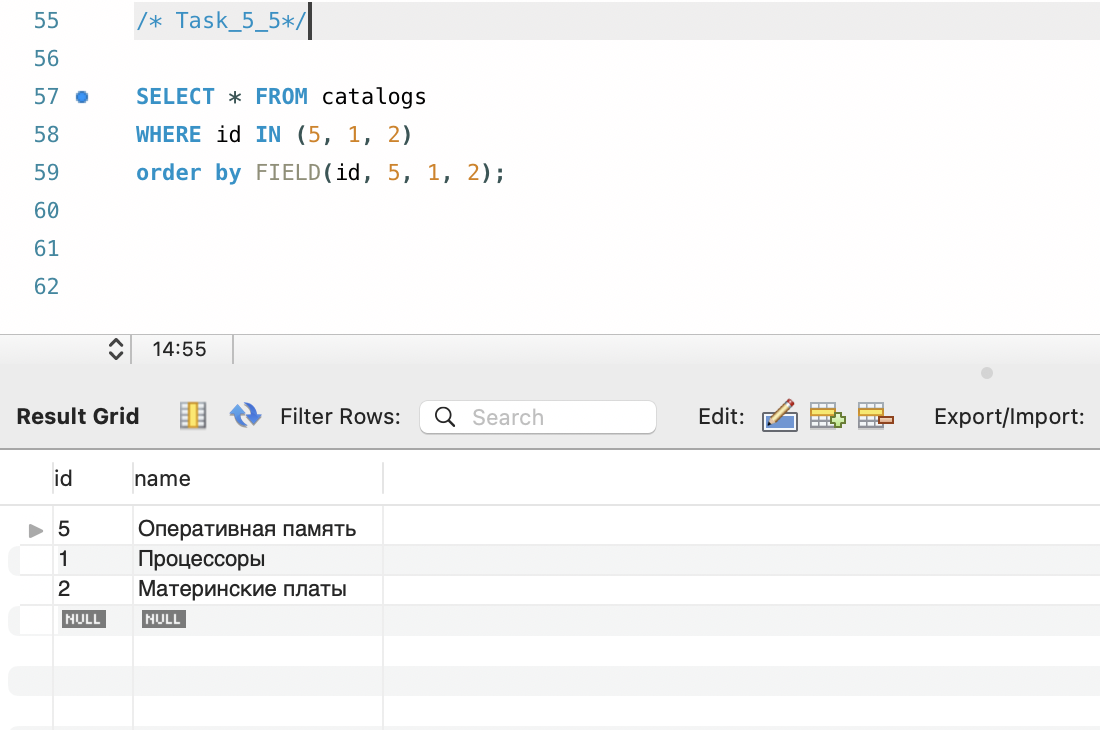 55 /* Task_5_5*/
56
57 SELECT * FROM catalogs
58 WHERE id IN (5, 1, 2)
59 order by FIELD(id, 5, 1, 2);
60
61
62
14:55
Result Grid Filter Rows: Search Edit: Export/Import:
id name
5 Оперативная память
1 Процессоры
2 Материнские платы
NULL NULL